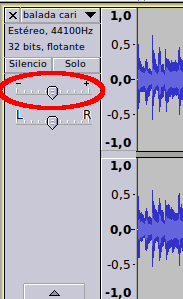 balada cari
Estéreo, 44100Hz
32 bits, flotante
Silencio Solo
- +
L R
1,0
0,5-
0,0-
-0,5-
-1,0
1,0
0,5-
0,0-
-0,5-
-1,0